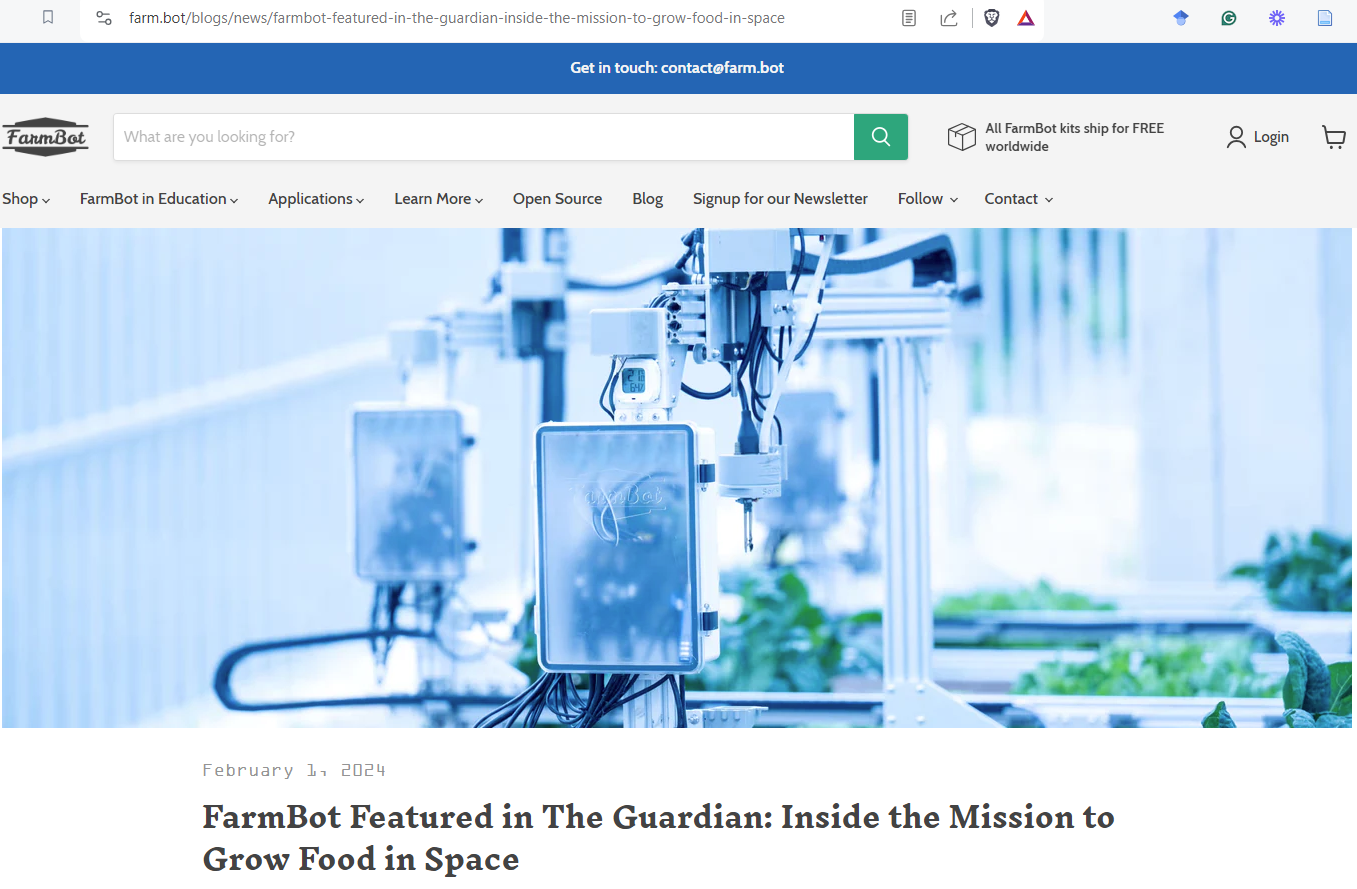 farm.bot/blogs/news/farmbot-featured-in-the-guardian-inside-the-mission-to-grow-food-in-space
Get in touch: contact@farm.bot
FarmBot
What are you looking for?
All FarmBot kits ship for FREE
worldwide
Login
Shop
FarmBot in Education
Applications
Learn More
Open Source
Blog
Signup for our Newsletter
Follow
Contact
FarmBot
February 1, 2024
FarmBot Featured in The Guardian: Inside the Mission to
Grow Food in Space